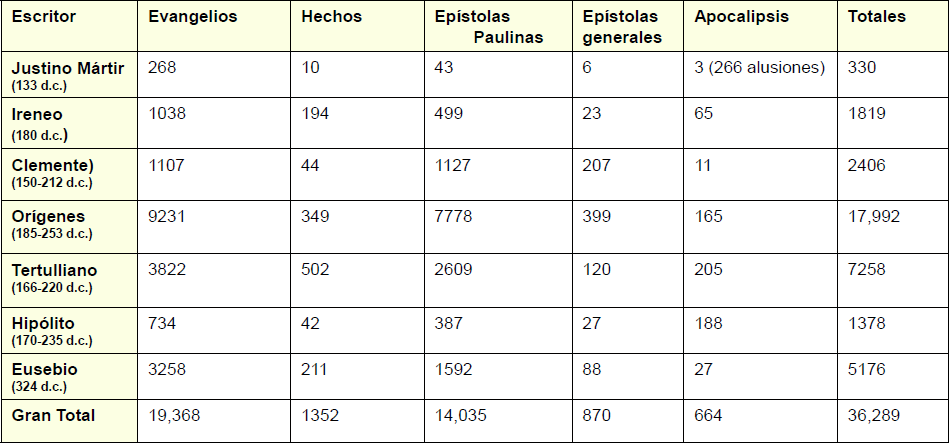 Escritor Evangelios Hechos Epístolas Epístolas Apocalipsis Totales
Paulinas generales
Justino Mártir 268 10 43 6 3 (266 alusiones) 330
(133 d.c.)
Ireneo 1038 194 499 23 65 1819
(180 d.c.)
Clemente) 1107 44 1127 207 11 2406
(150-212 d.c.)
Orígenes 9231 349 7778 399 165 17,992
(185-253 d.c.)
Tertulliano 3822 502 2609 120 205 7258
(166-220 d.c.)
Hipólito 734 42 387 27 188 1378
(170-235 d.c.)
Eusebio 3258 211 1592 88 27 5176
(324 d.c.)
Gran Total 19,368 1352 14,035 870 664 36,289